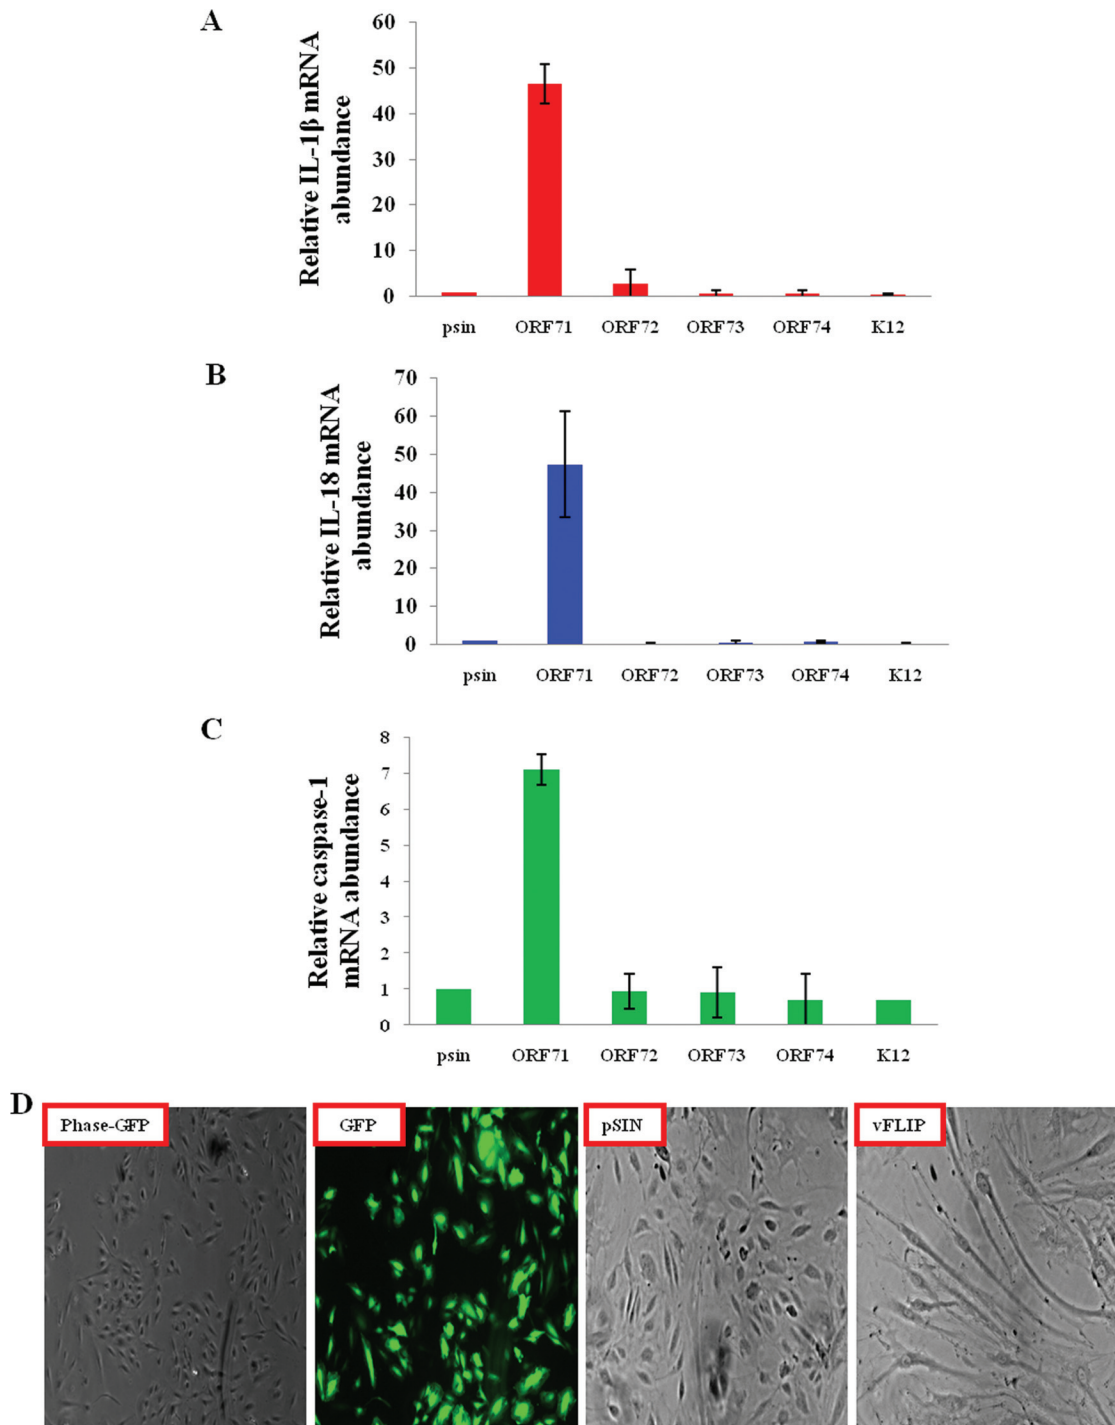 A
Relative IL-1β mRNA
abundance
60
50
40
30
20
10
0
psin ORF71 ORF72 ORF73 ORF74 K12
B
Relative IL-18 mRNA
abundance
70
60
50
40
30
20
10
0
psin ORF71 ORF72 ORF73 ORF74 K12
C
Relative caspase-1
mRNA abundance
8
7
6
5
4
3
2
1
0
psin ORF71 ORF72 ORF73 ORF74 K12
D
Phase-GFP GFP pSIN vFLIP